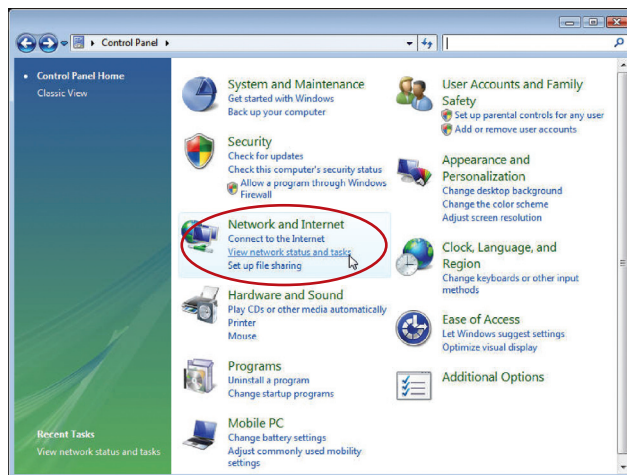 Control Panel
Control Panel Home
Classic View
System and Maintenance
Get started with Windows
Back up your computer
Security
Check for updates
Check this computer's security status
Allow a program through Windows
Firewall
Network and Internet
Connect to the Internet
View network status and tasks
Set up file sharing
Hardware and Sound
Play CDs or other media automatically
Printer
Mouse
Programs
Uninstall a program
Change startup programs
Mobile PC
Change battery settings
Adjust commonly used mobility
settings
User Accounts and Family
Safety
Set up parental controls for any user
Add or remove user accounts
Appearance and
Personalization
Change desktop background
Change the color scheme
Adjust screen resolution
Clock, Language, and
Region
Change keyboards or other input
methods
Ease of Access
Let Windows suggest settings
Optimize visual display
Additional Options
Recent Tasks
View network status and tasks